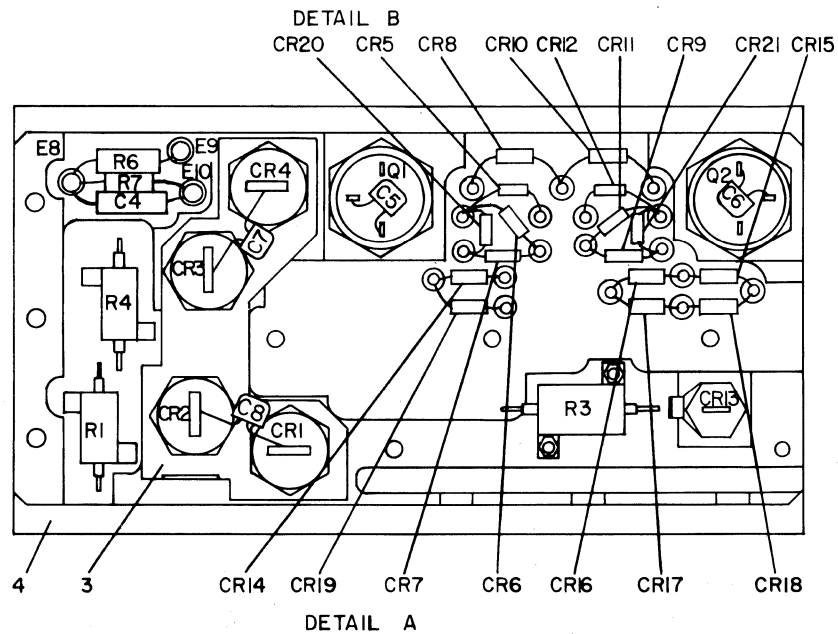 DETAIL B
CR20 CR5 CR8 CR10 CR12 CR11 CR9 CR21 CR15
E8 R6 E9
R7 E10
C4
CR4
Q1
C5
Q2
C6
C7
CR3
R4
CR2
C8
CR1
R1
R3
CR13
4 3 CR14 CR19 CR7 CR6 CR16 CR17 CR18
DETAIL A